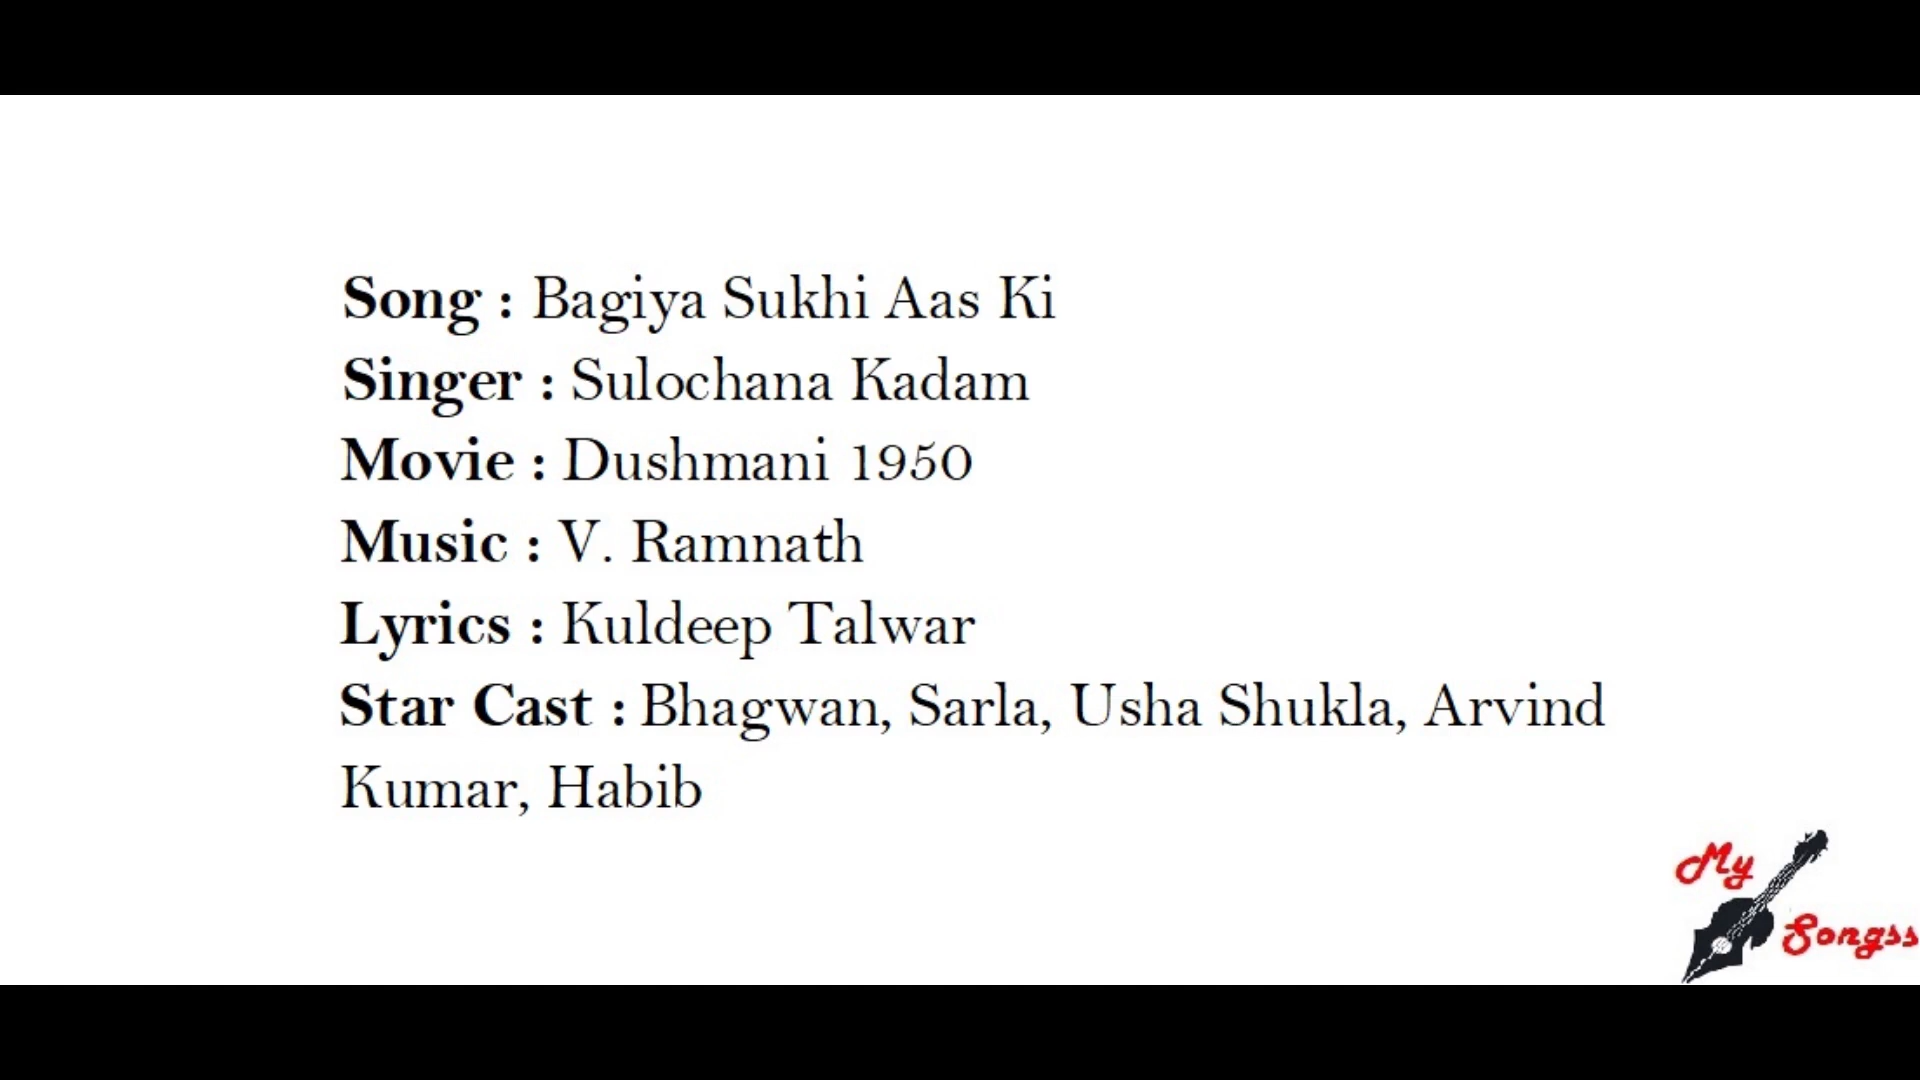 Song : Bagiya Sukhi Aas Ki
Singer : Sulochana Kadam
Movie : Dushmani 1950
Music : V. Ramnath
Lyrics : Kuldeep Talwar
Star Cast : Bhagwan, Sarla, Usha Shukla, Arvind
Kumar, Habib
My
Songss